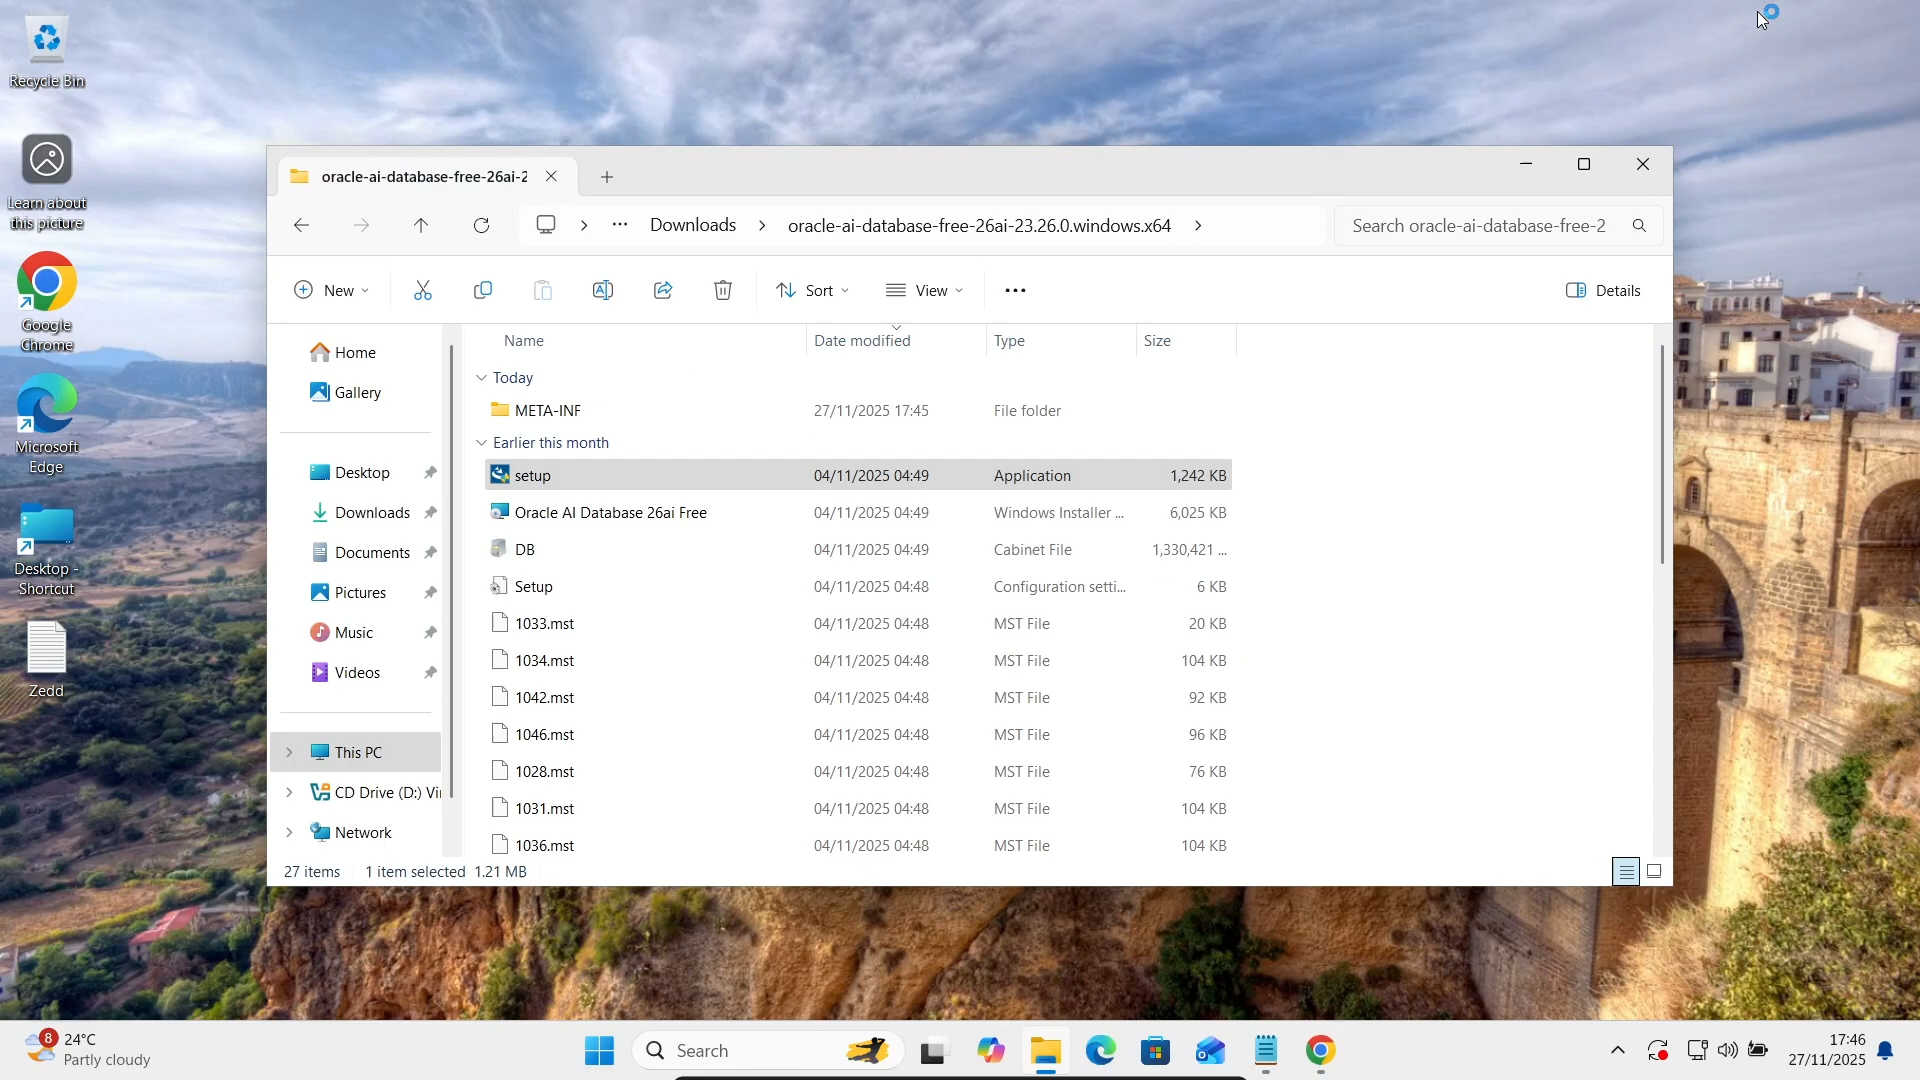 Recycle Bin
Learn about
this picture
Google
Chrome
Microsoft
Edge
Desktop -
Shortcut
Zedd
oracle-ai-database-free-26ai-2
Downloads
oracle-ai-database-free-26ai-23.26.0.windows.x64
Search oracle-ai-database-free-2
New
Sort
View
Details
Home
Gallery
Desktop
Downloads
Documents
Pictures
Music
Videos
This PC
CD Drive (D:) Vi
Network
Name Date modified Type Size
Today
META-INF 27/11/2025 17:45 File folder
Earlier this month
setup 04/11/2025 04:49 Application 1,242 KB
Oracle AI Database 26ai Free 04/11/2025 04:49 Windows Installer ... 6,025 KB
DB 04/11/2025 04:49 Cabinet File 1,330,421 ...
Setup 04/11/2025 04:48 Configuration setti... 6 KB
1033.mst 04/11/2025 04:48 MST File 20 KB
1034.mst 04/11/2025 04:48 MST File 104 KB
1042.mst 04/11/2025 04:48 MST File 92 KB
1046.mst 04/11/2025 04:48 MST File 96 KB
1028.mst 04/11/2025 04:48 MST File 76 KB
1031.mst 04/11/2025 04:48 MST File 104 KB
1036.mst 04/11/2025 04:48 MST File 104 KB
27 items 1 item selected 1.21 MB
8
24°C
Partly cloudy
Search
17:46
27/11/2025